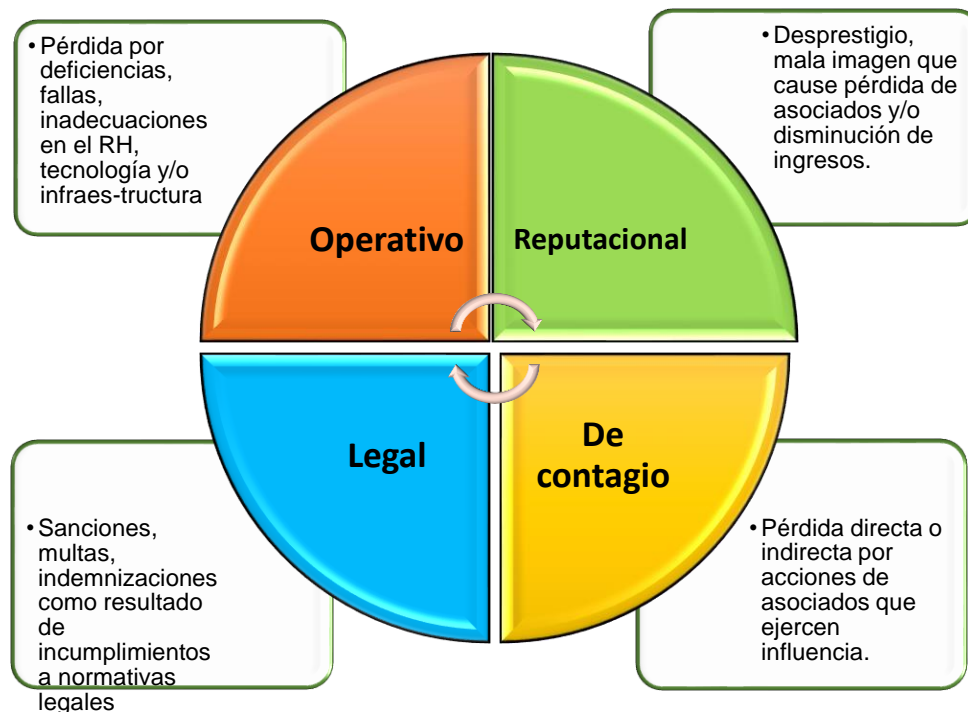 • Pérdida por
deficiencias,
fallas,
inadecuaciones
en el RH,
tecnología y/o
infraes-tructura
• Desprestigio,
mala imagen que
cause pérdida de
asociados y/o
disminución de
ingresos.
Operativo
Reputacional
Legal
De
contagio
• Sanciones,
multas,
indemnizaciones
como resultado
de
incumplimientos
a normativas
legales
• Pérdida directa o
indirecta por
acciones de
asociados que
ejercen
influencia.